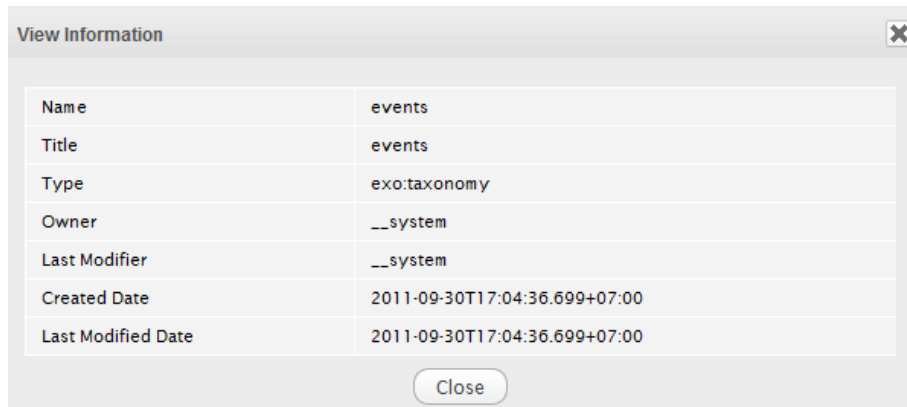 View Information
Name events
Title events
Type exo:taxonomy
Owner __system
Last Modifier __system
Created Date 2011-09-30T17:04:36.699+07:00
Last Modified Date 2011-09-30T17:04:36.699+07:00
Close